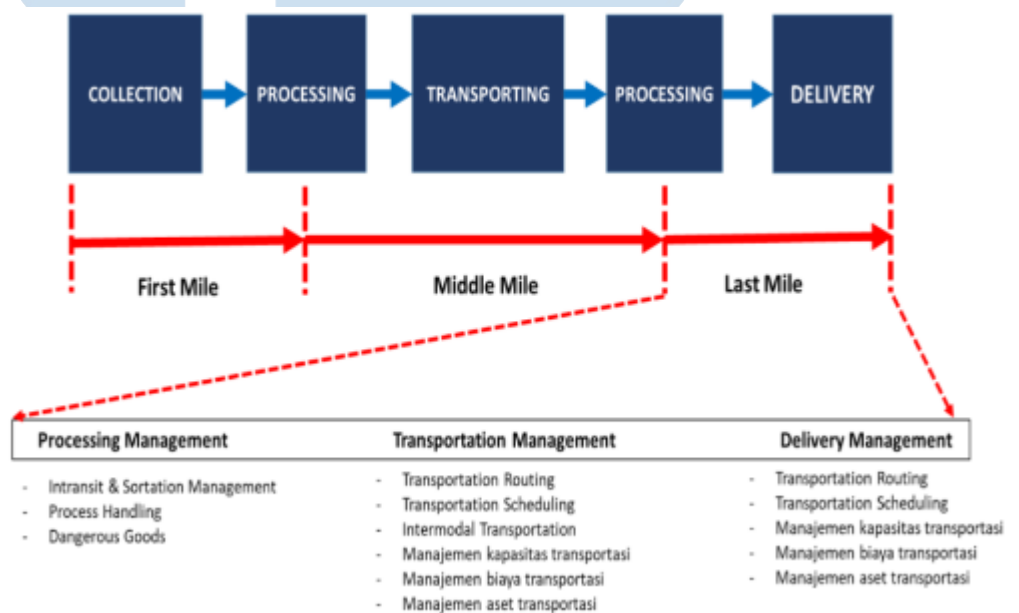 COLLECTION
PROCESSING
TRANSPORTING
PROCESSING
DELIVERY
First Mile
Middle Mile
Last Mile
Processing Management
- Intransit & Sortation Management
- Process Handling
- Dangerous Goods
Transportation Management
- Transportation Routing
- Transportation Scheduling
- Intermodal Transportation
- Manajemen kapasitas transportasi
- Manajemen biaya transportasi
- Manajemen aset transportasi
Delivery Management
- Transportation Routing
- Transportation Scheduling
- Manajemen kapasitas transportasi
- Manajemen biaya transportasi
- Manajemen aset transportasi